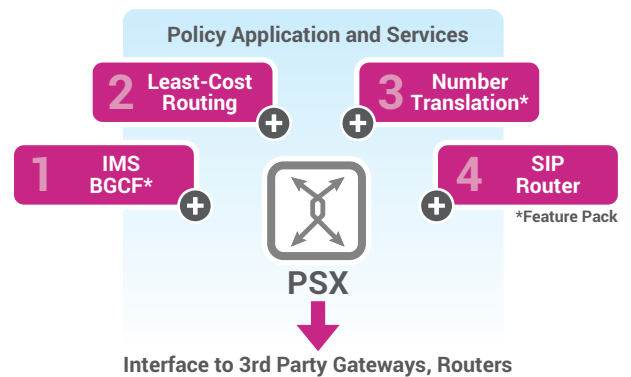 Policy Application and Services
2 Least-Cost
Routing
3 Number
Translation*
1 IMS
BGCF*
4 SIP
Router
*Feature Pack
PSX
Interface to 3rd Party Gateways, Routers